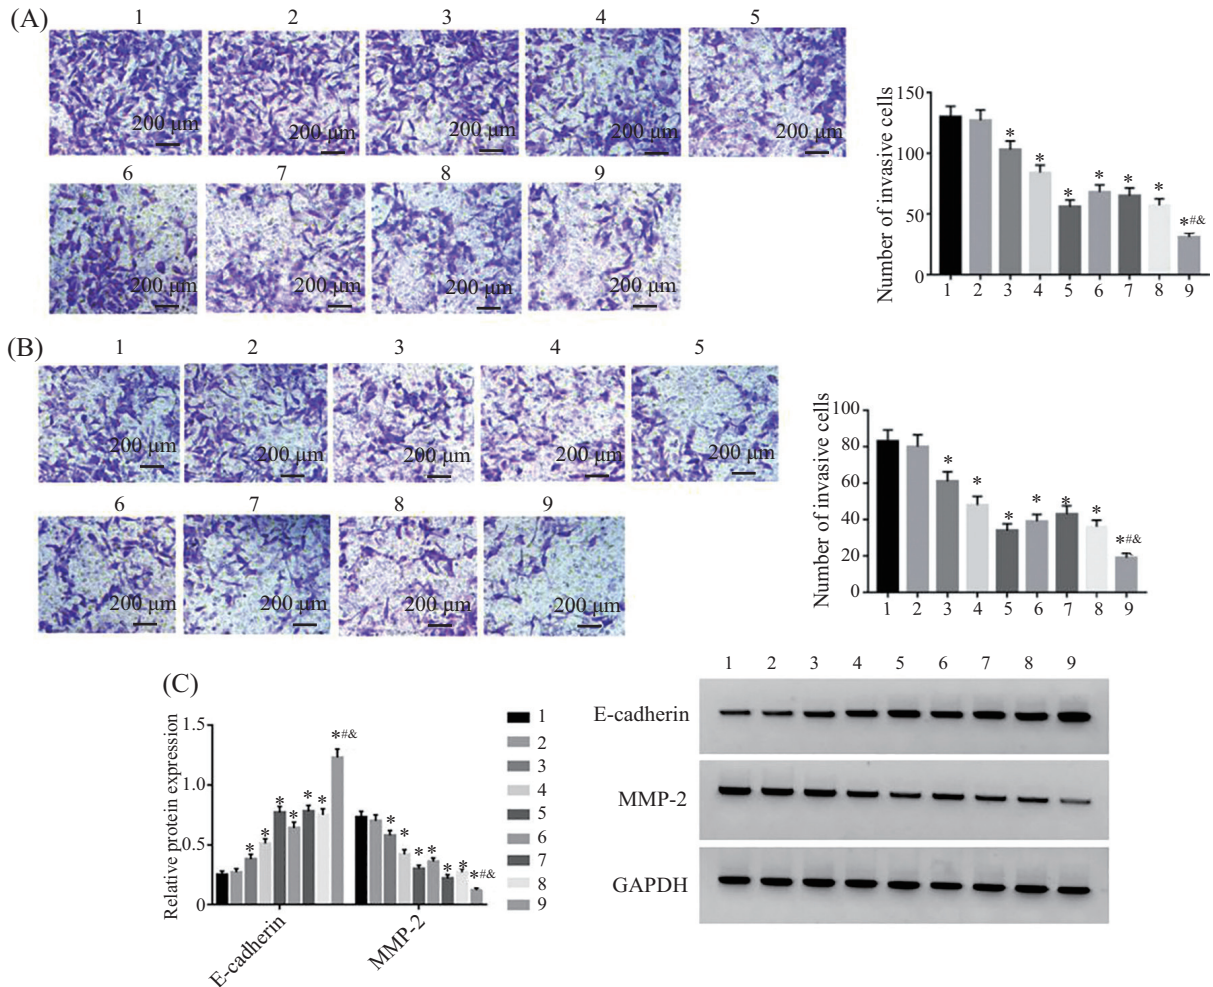 (A)
1 2 3 4 5
200 μm 200 μm 200 μm 200 μm 200 μm
6 7 8 9
200 μm 200 μm 200 μm 200 μm
Number of invasive cells
150
100
50
0
* * * * * * *#&
1 2 3 4 5 6 7 8 9
(B)
1 2 3 4 5
200 μm 200 μm 200 μm 200 μm 200 μm
6 7 8 9
200 μm 200 μm 200 μm 200 μm
Number of invasive cells
100
80
60
40
20
0
* * * * * * *#&
1 2 3 4 5 6 7 8 9
(C)
Relative protein expression
1.5
1.0
0.5
0
* * * * * * *#&
* * * * * * *#&
E-cadherin
MMP-2
1
2
3
4
5
6
7
8
9
1 2 3 4 5 6 7 8 9
E-cadherin
MMP-2
GAPDH